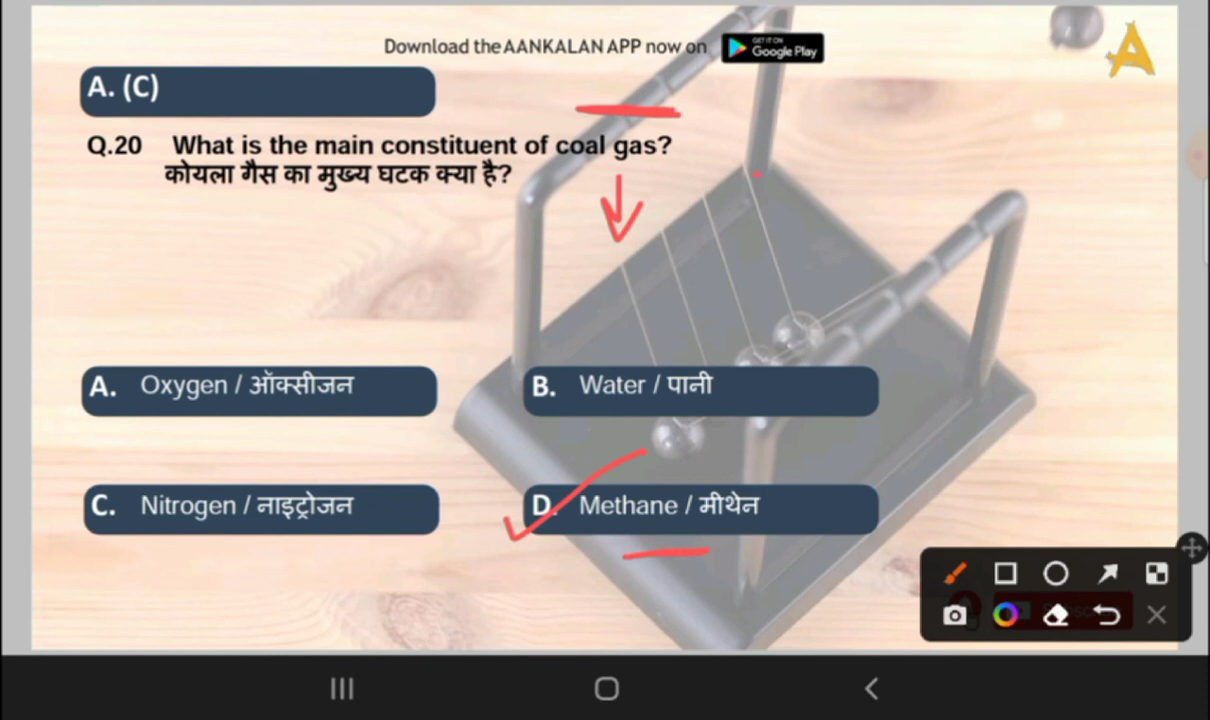 Download the AANKALAN APP now on GET IT ON Google Play
A
A. (C)
Q.20 What is the main constituent of coal gas?
कोयला गैस का मुख्य घटक क्या है?
A. Oxygen / ऑक्सीजन
B. Water / पानी
C. Nitrogen / नाइट्रोजन
D. Methane / मीथेन